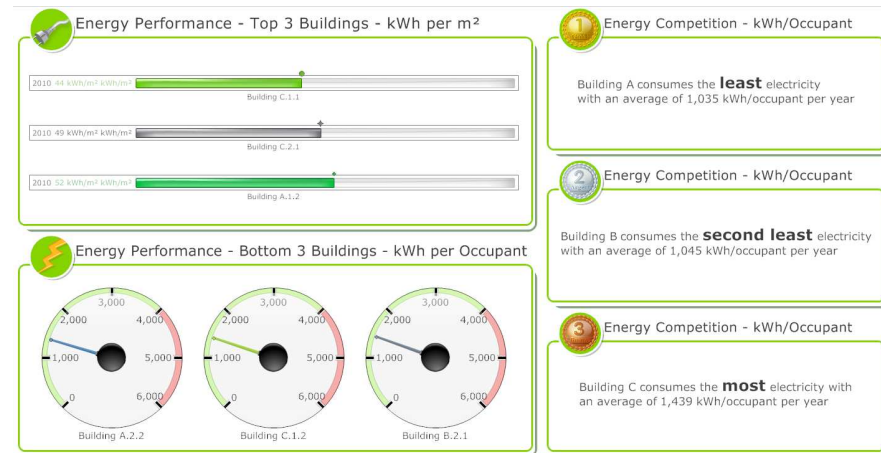 Energy Performance - Top 3 Buildings - kWh per m²
2010 44 kWh/m² kWh/m²
Building C.1.1
2010 49 kWh/m² kWh/m²
Building C.2.1
2010 52 kWh/m² kWh/m²
Building A.1.2
Energy Performance - Bottom 3 Buildings - kWh per Occupant
0
1,000
2,000
3,000
4,000
5,000
6,000
Building A.2.2
0
1,000
2,000
3,000
4,000
5,000
6,000
Building C.1.2
0
1,000
2,000
3,000
4,000
5,000
6,000
Building B.2.1
1
Energy Competition - kWh/Occupant
Building A consumes the least electricity
with an average of 1,035 kWh/occupant per year
2
Energy Competition - kWh/Occupant
Building B consumes the second least electricity
with an average of 1,045 kWh/occupant per year
3
Energy Competition - kWh/Occupant
Building C consumes the most electricity with
an average of 1,439 kWh/occupant per year